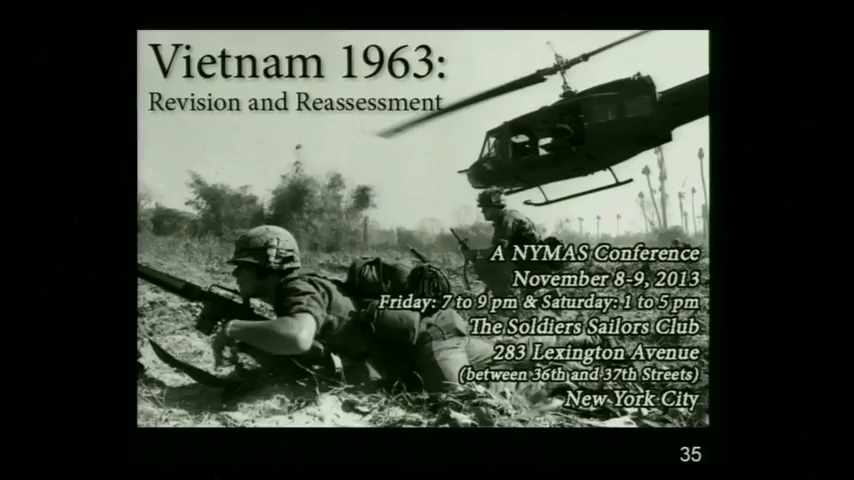 Vietnam 1963:
Revision and Reassessment
A NYMAS Conference
November 8-9, 2013
Friday: 7 to 9 pm & Saturday: 1 to 5 pm
The Soldiers Sailors Club
283 Lexington Avenue
(between 36th and 37th Streets)
New York City
35